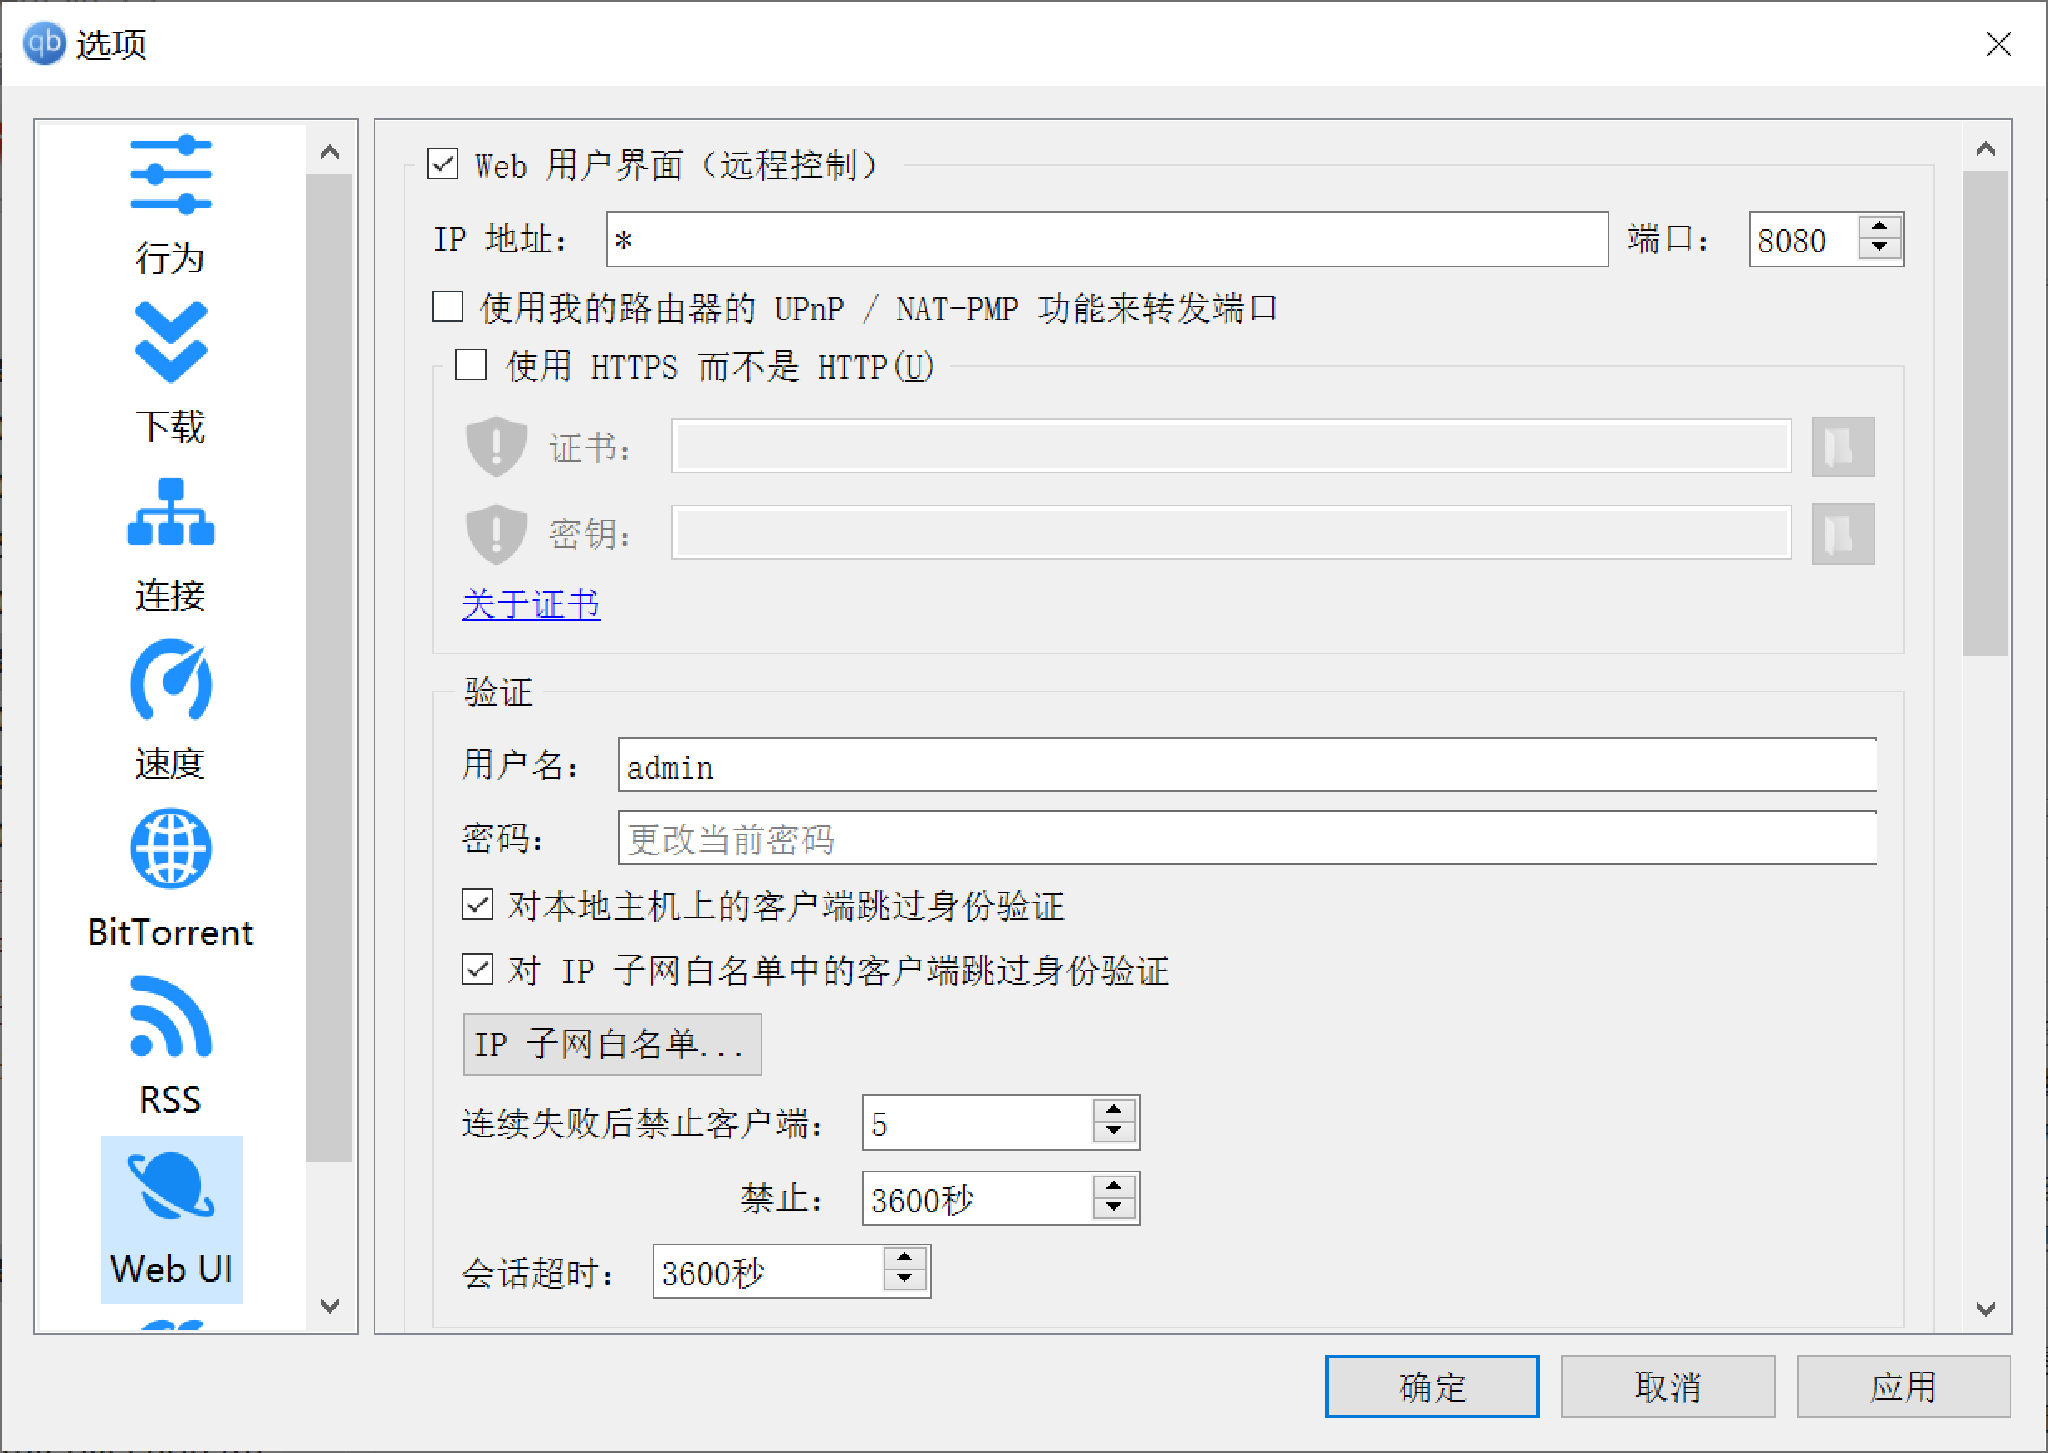 qb 选项
行为
下载
连接
速度
BitTorrent
RSS
Web UI
Web 用户界面（远程控制）
IP 地址： * 端口： 8080
使用我的路由器的 UPnP / NAT-PMP 功能来转发端口
使用 HTTPS 而不是 HTTP(U)
证书：
密钥：
关于证书
验证
用户名： admin
密码： 更改当前密码
对本地主机上的客户端跳过身份验证
对 IP 子网白名单中的客户端跳过身份验证
IP 子网白名单...
连续失败后禁止客户端： 5
禁止： 3600秒
会话超时： 3600秒
确定 取消 应用